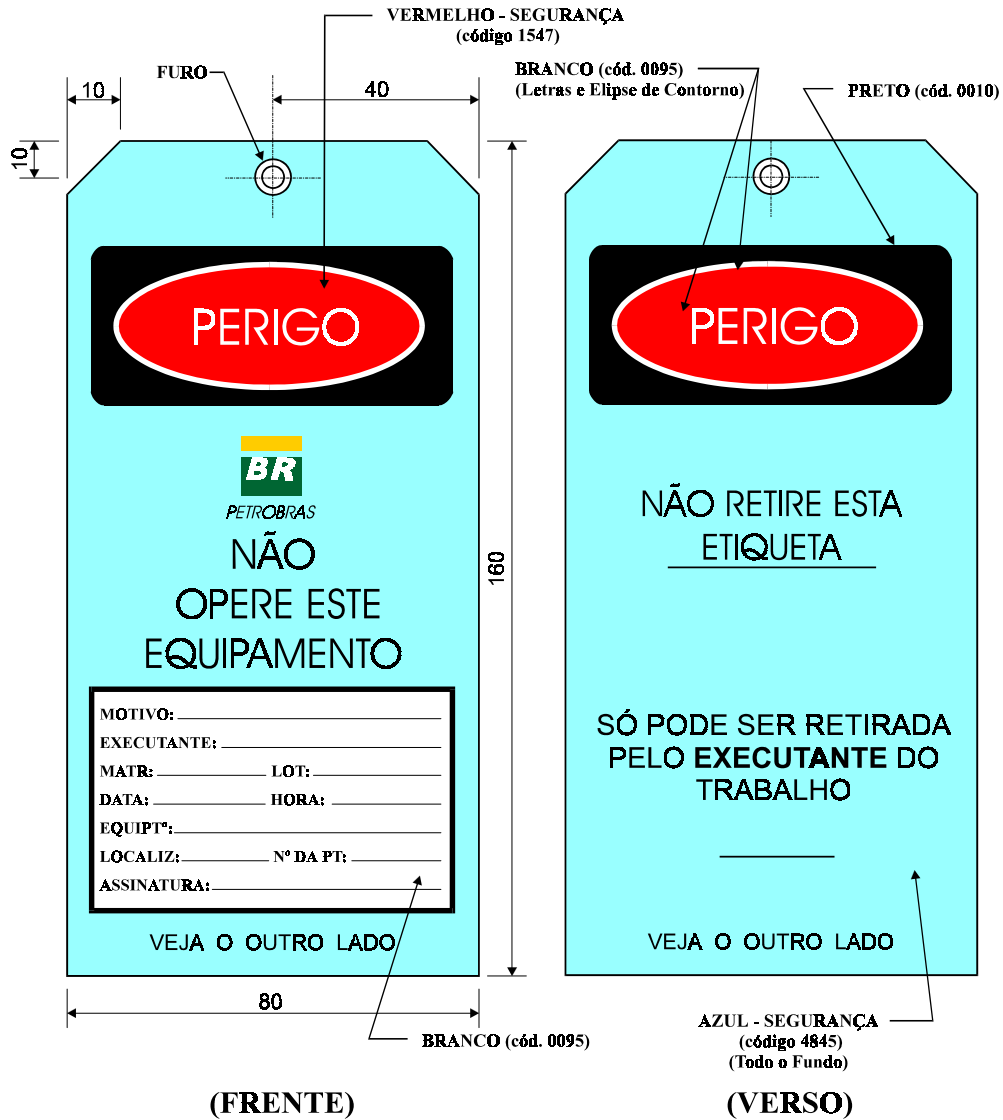 VERMELHO - SEGURANÇA
(código 1547)
FURO
BRANCO (cód. 0095)
(Letras e Elipse de Contorno)
PRETO (cód. 0010)
10
40
10
PERIGO
BR
PETROBRAS
NÃO
OPERE ESTE
EQUIPAMENTO
MOTIVO:
EXECUTANTE:
MATR: LOT:
DATA: HORA:
EQUIPTº:
LOCALIZ: Nº DA PT:
ASSINATURA:
VEJA O OUTRO LADO
160
80
BRANCO (cód. 0095)
(FRENTE)
PERIGO
NÃO RETIRE ESTA
ETIQUETA
SÓ PODE SER RETIRADA
PELO EXECUTANTE DO
TRABALHO
VEJA O OUTRO LADO
AZUL - SEGURANÇA
(código 4845)
(Todo o Fundo)
(VERSO)